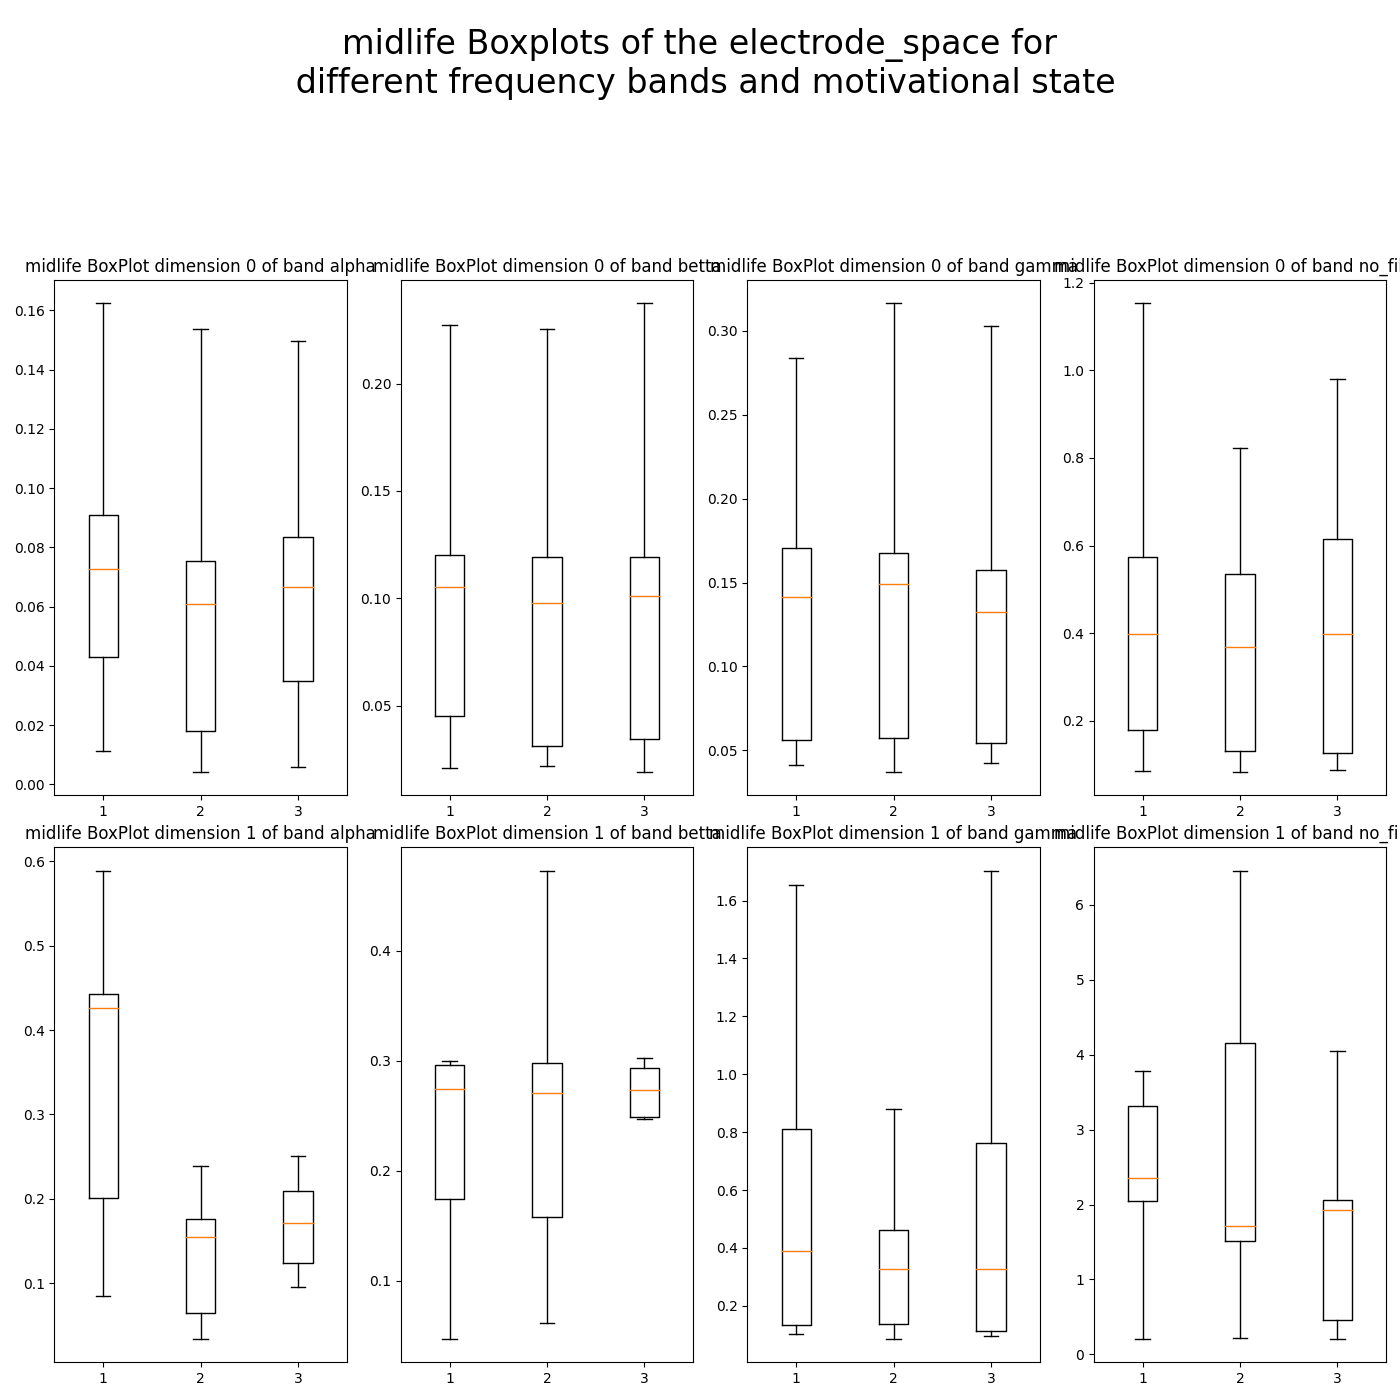 midlife Boxplots of the electrode_space for
different frequency bands and motivational state
midlife BoxPlot dimension 0 of band alpha
0.16
0.14
0.12
0.10
0.08
0.06
0.04
0.02
0.00
1 2 3
midlife BoxPlot dimension 0 of band betta
0.20
0.15
0.10
0.05
1 2 3
midlife BoxPlot dimension 0 of band gamma
0.30
0.25
0.20
0.15
0.10
0.05
1 2 3
midlife BoxPlot dimension 0 of band no_fi
1.2
1.0
0.8
0.6
0.4
0.2
1 2 3
midlife BoxPlot dimension 1 of band alpha
0.6
0.5
0.4
0.3
0.2
0.1
1 2 3
midlife BoxPlot dimension 1 of band betta
0.4
0.3
0.2
0.1
1 2 3
midlife BoxPlot dimension 1 of band gamma
1.6
1.4
1.2
1.0
0.8
0.6
0.4
0.2
1 2 3
midlife BoxPlot dimension 1 of band no_fi
6
5
4
3
2
1
0
1 2 3